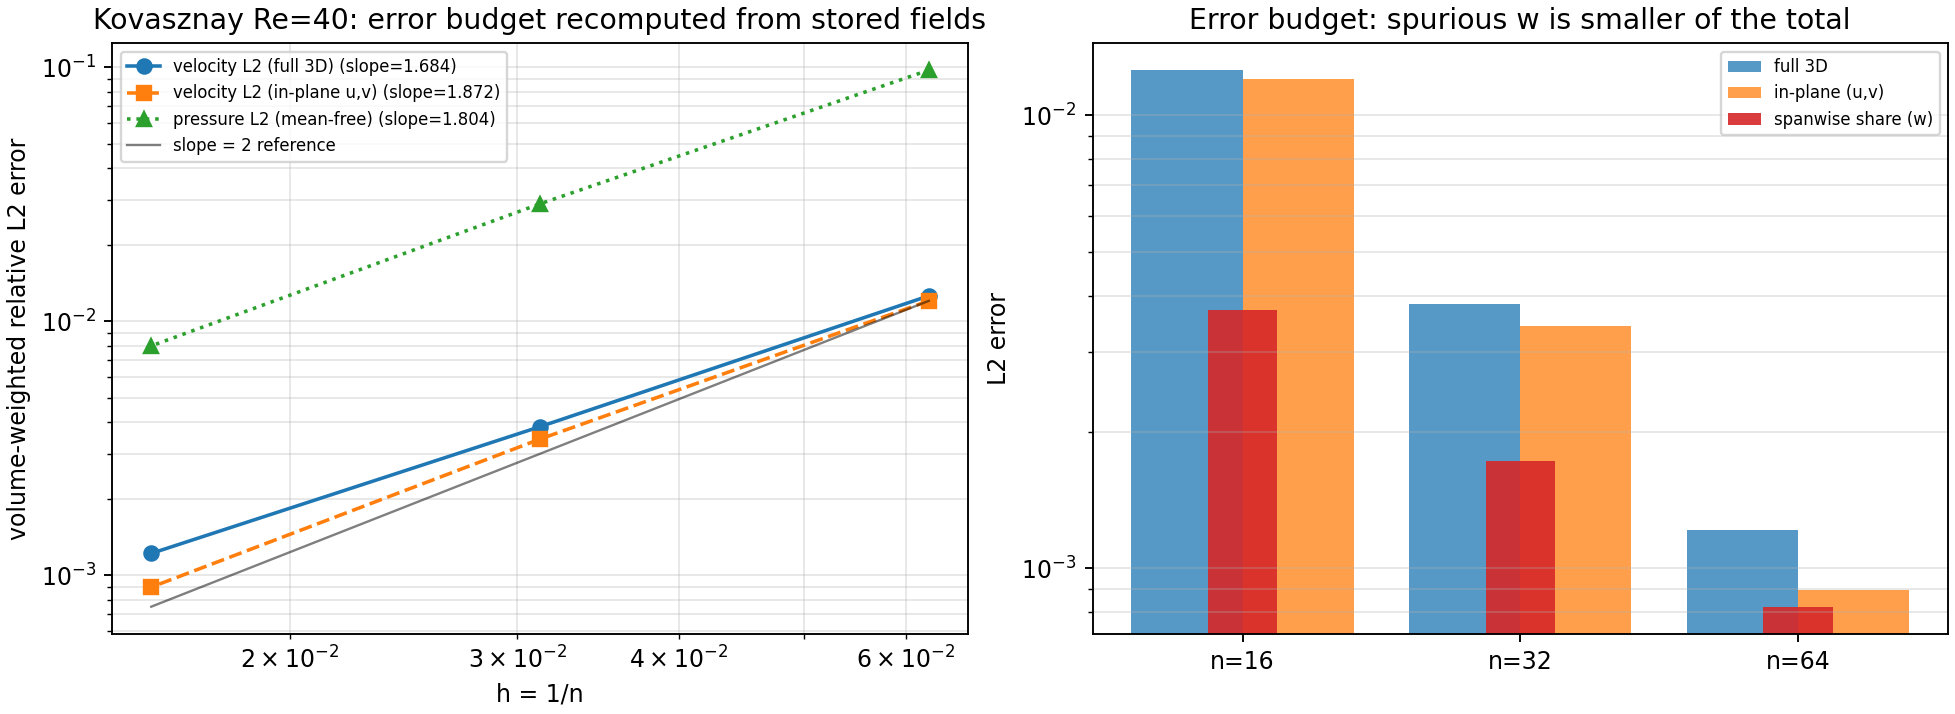 Kovasznay Re=40: error budget recomputed from stored fields
velocity L2 (full 3D) (slope=1.684)
velocity L2 (in-plane u,v) (slope=1.872)
pressure L2 (mean-free) (slope=1.804)
slope = 2 reference
volume-weighted relative L2 error
10⁻¹
10⁻²
10⁻³
2 × 10⁻²
3 × 10⁻²
4 × 10⁻²
6 × 10⁻²
h = 1/n
Error budget: spurious w is smaller of the total
full 3D
in-plane (u,v)
spanwise share (w)
L2 error
10⁻²
10⁻³
n=16
n=32
n=64